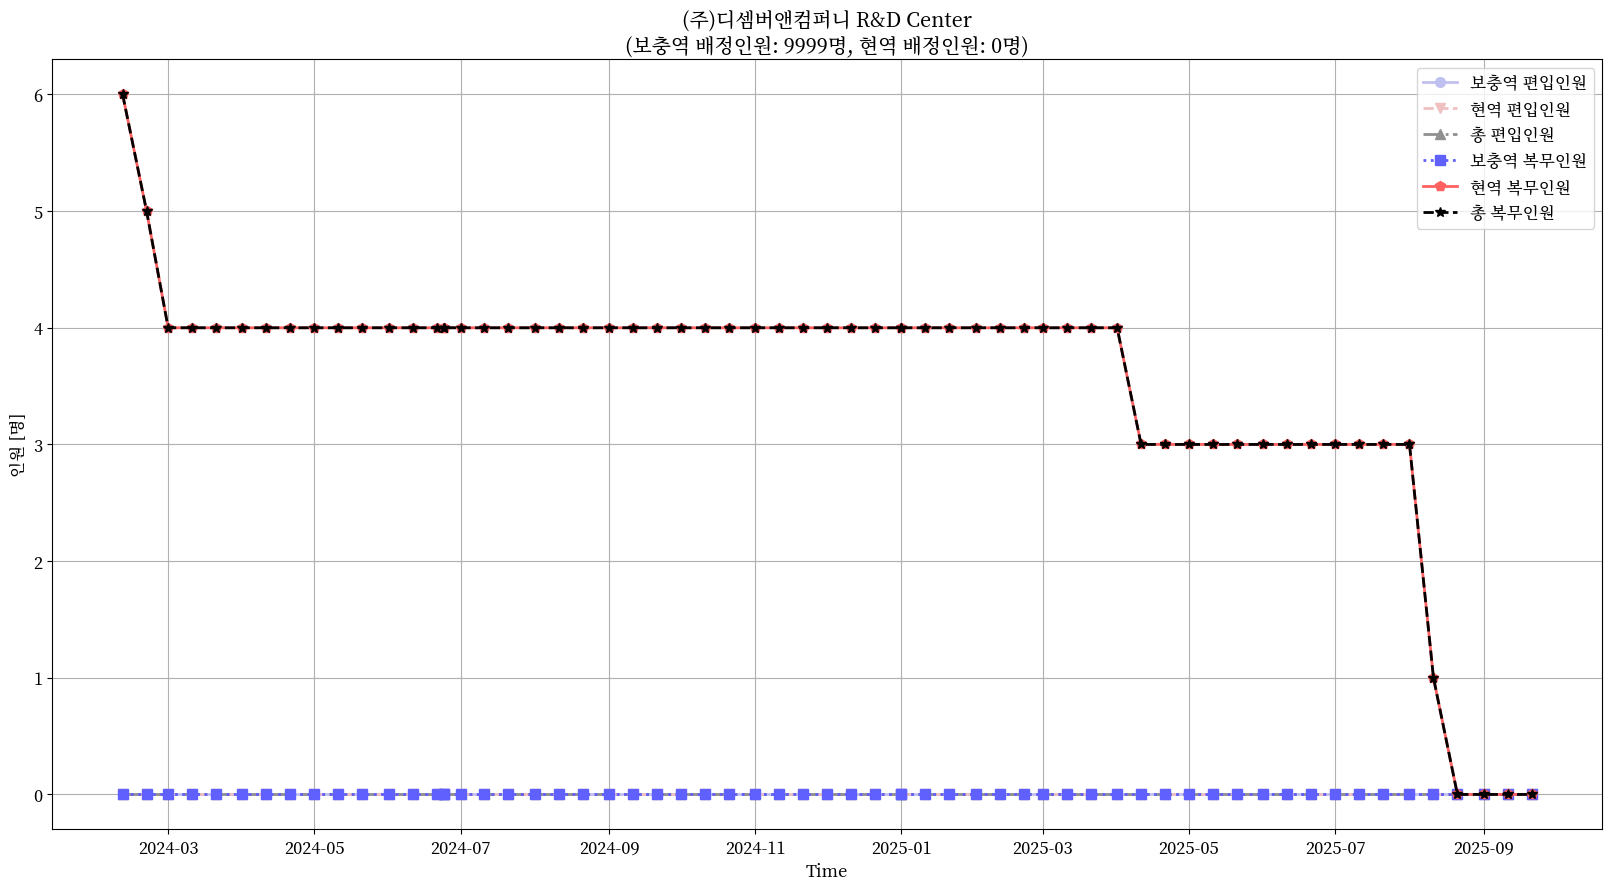 (주)디셈버앤컴퍼니 R&D Center
(보충역 배정인원: 9999명, 현역 배정인원: 0명)
보충역 편입인원
현역 편입인원
총 편입인원
보충역 복무인원
현역 복무인원
총 복무인원
인원 [명]
6
5
4
3
2
1
0
2024-03
2024-05
2024-07
2024-09
2024-11
2025-01
2025-03
2025-05
2025-07
2025-09
Time